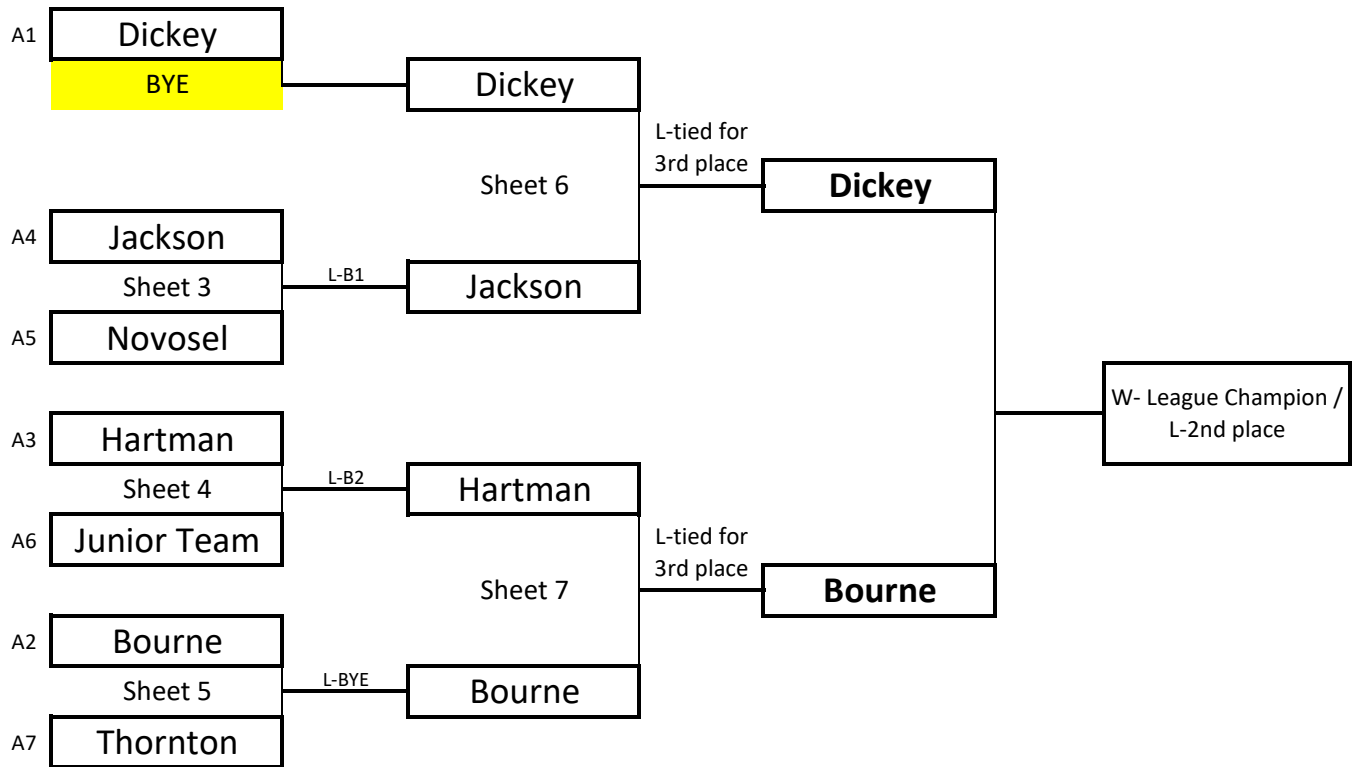 A1
Dickey
BYE
Dickey
L-tied for
3rd place
Dickey
Sheet 6
A4
Jackson
Sheet 3
L-B1
Jackson
A5
Novosel
W- League Champion /
L-2nd place
A3
Hartman
Sheet 4
L-B2
Hartman
A6
Junior Team
L-tied for
3rd place
Sheet 7
Bourne
A2
Bourne
Sheet 5
L-BYE
Bourne
A7
Thornton